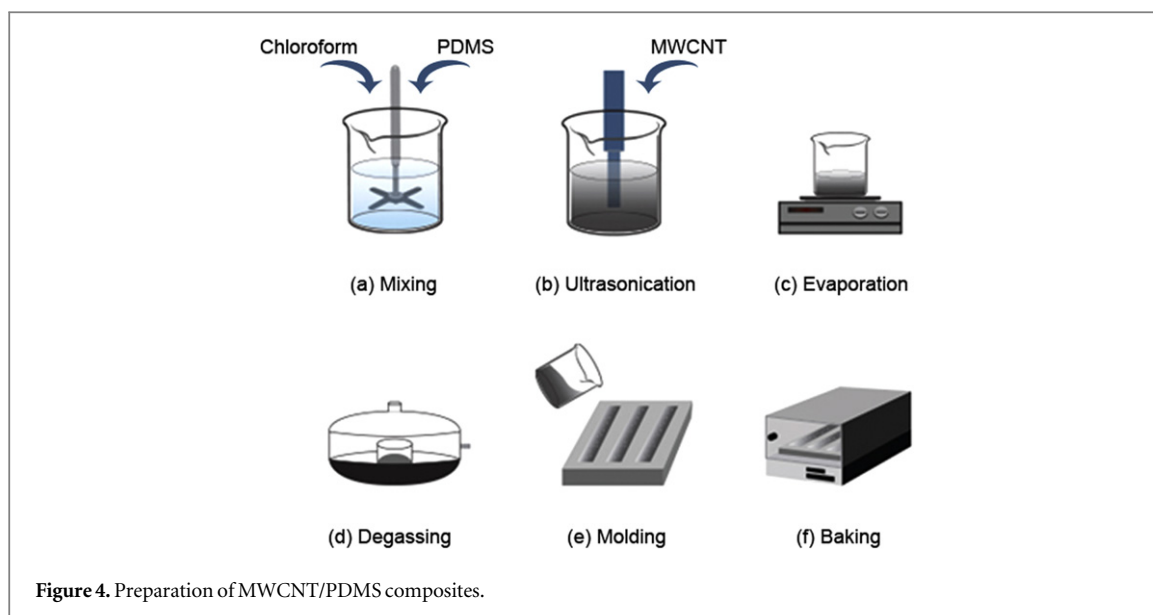 Chloroform PDMS MWCNT
(a) Mixing (b) Ultrasonication (c) Evaporation
(d) Degassing (e) Molding (f) Baking
Figure 4. Preparation of MWCNT/PDMS composites.